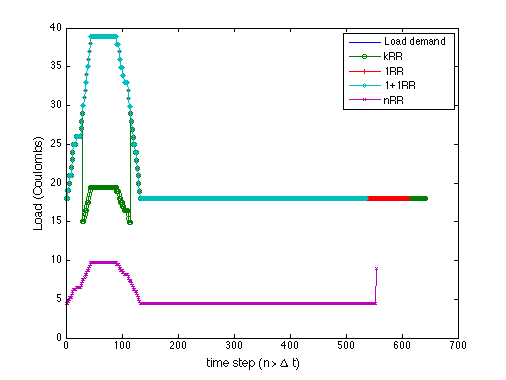 40
35
30
25
20
15
10
5
0
Load (Coulombs)
Load demand
kRR
1RR
1+1RR
nRR
0 100 200 300 400 500 600 700
time step (n> Δ t)